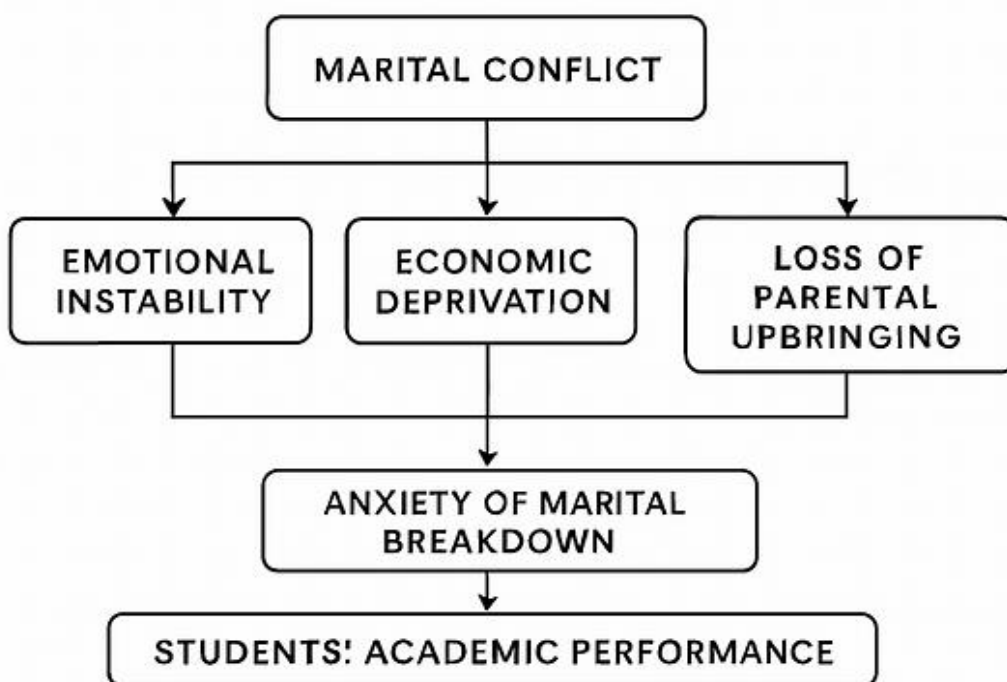 MARITAL CONFLICT
EMOTIONAL
INSTABILITY
ECONOMIC
DEPRIVATION
LOSS OF
PARENTAL
UPBRINGING
ANXIETY OF MARITAL
BREAKDOWN
STUDENTS! ACADEMIC PERFORMANCE